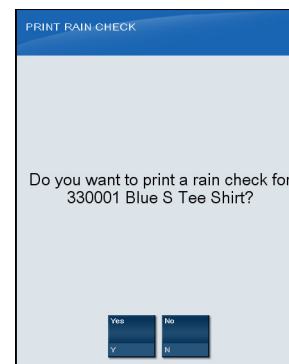 PRINT RAIN CHECK
Do you want to print a rain check for
330001 Blue S Tee Shirt?
Yes No
Y N